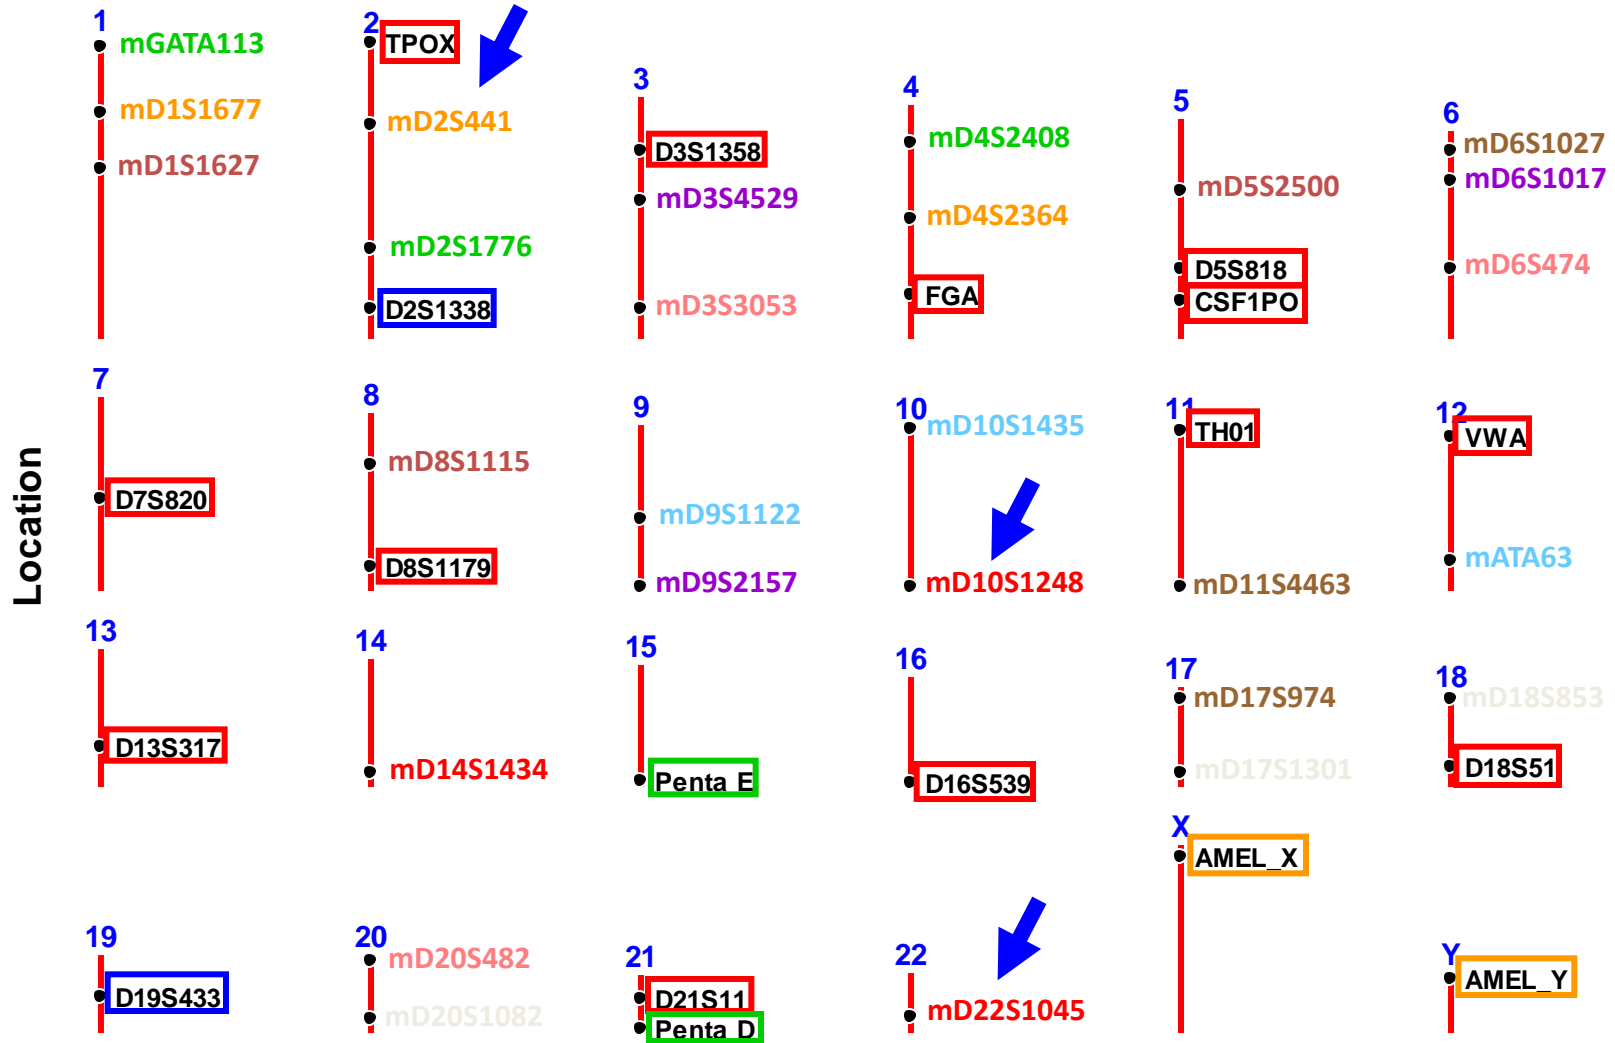 Location
1
mGATA113
mD1S1677
mD1S1627
2
TPOX
mD2S441
mD2S1776
D2S1338
3
D3S1358
mD3S4529
mD3S3053
4
mD4S2408
mD4S2364
FGA
5
mD5S2500
D5S818
CSF1PO
6
mD6S1027
mD6S1017
mD6S474
7
D7S820
8
mD8S1115
D8S1179
9
mD9S1122
mD9S2157
10
mD10S1435
mD10S1248
11
TH01
mD11S4463
12
VWA
mATA63
13
D13S317
14
mD14S1434
15
Penta E
16
D16S539
17
mD17S974
mD17S1301
18
mD18S853
D18S51
19
D19S433
20
mD20S482
mD20S1082
21
D21S11
Penta D
22
mD22S1045
X
AMEL_X
Y
AMEL_Y